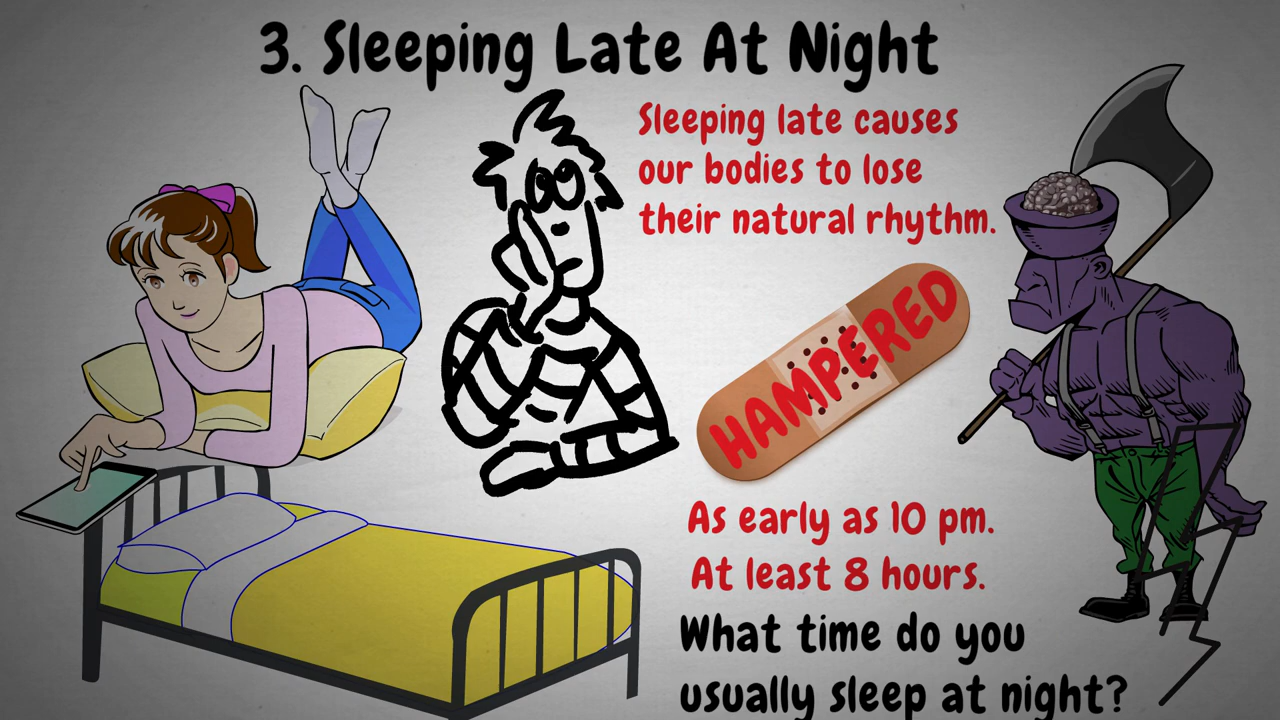 3. Sleeping Late At Night
Sleeping late causes
our bodies to lose
their natural rhythm.
HAMPERED
As early as 10 pm.
At least 8 hours.
What time do you
usually sleep at night?